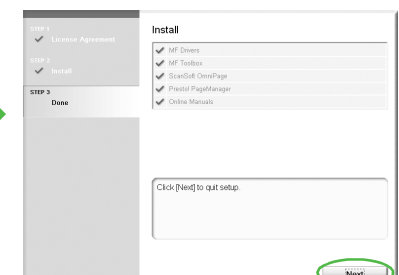 STEP 1
License Agreement
STEP 2
Install
STEP 3
Done
Install
MF Drivers
MF Toolbox
ScanSoft OmniPage
Presto! PageManager
Online Manuals
Click [Next] to quit setup.
Next